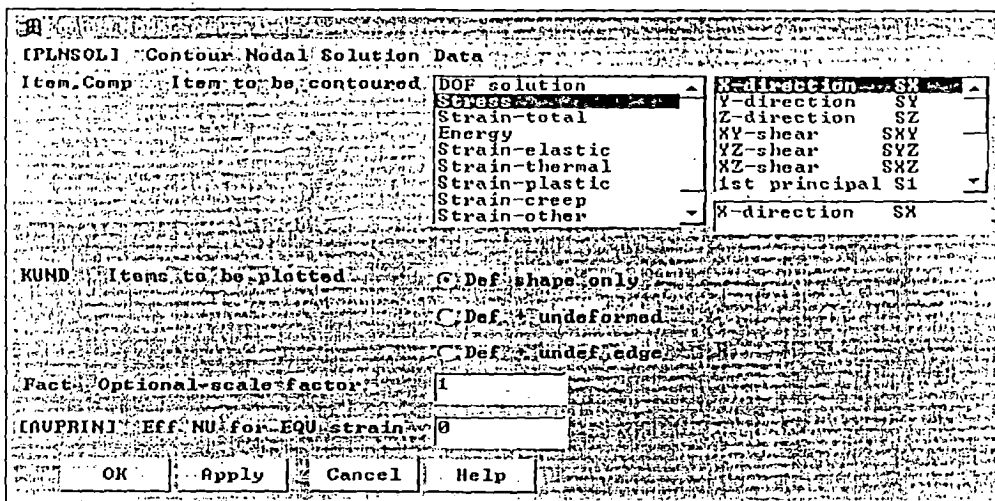 [PLNSOL] Contour Nodal Solution Data
Item,Comp Item to be contoured
DOF solution
Stress
Strain-total
Energy
Strain-elastic
Strain-thermal
Strain-plastic
Strain-creep
Strain-other
X-direction SX
Y-direction SY
Z-direction SZ
XY-shear SXY
YZ-shear SYZ
XZ-shear SXZ
1st principal S1
X-direction SX
KUND Items to be plotted
Def shape only
Def + undeformed
Def + undef edge
Fact Optional scale factor
1
[AVPRIN] Eff NU for EQU strain
0
OK Apply Cancel Help